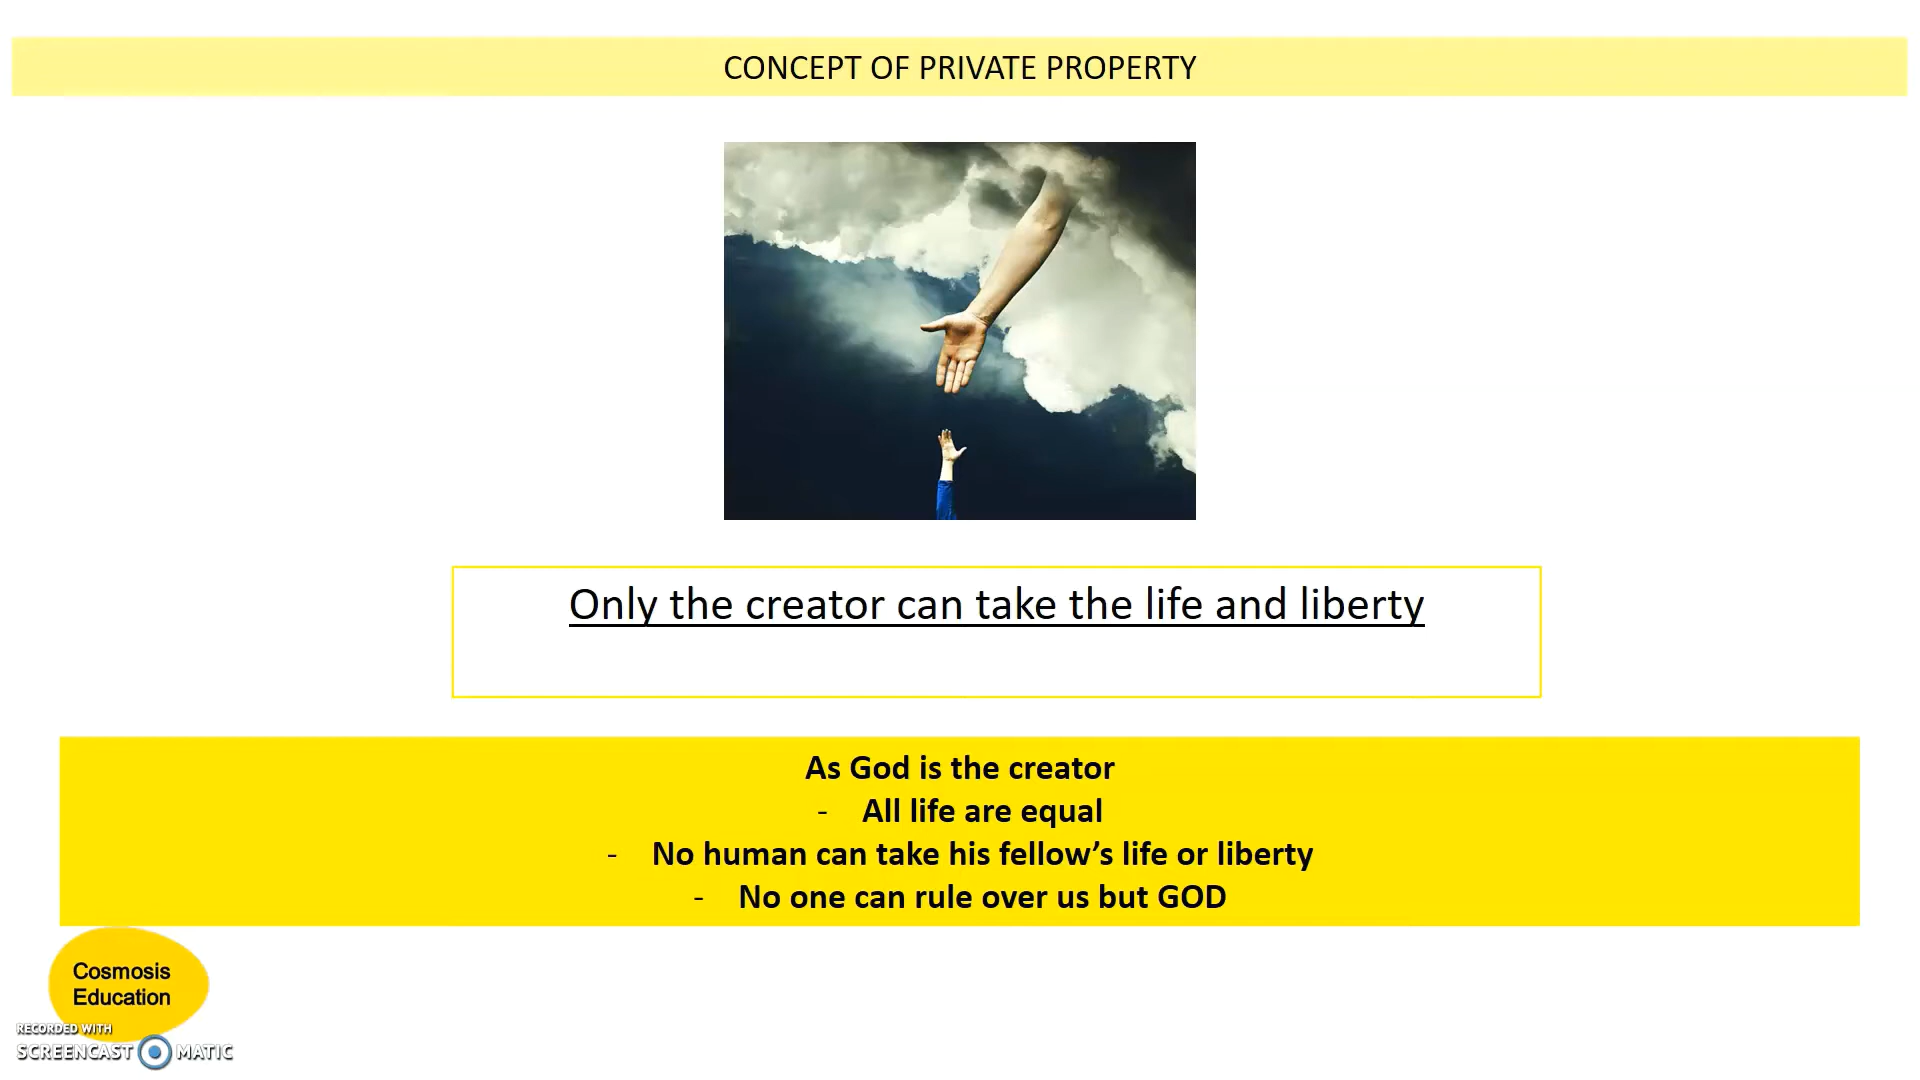 CONCEPT OF PRIVATE PROPERTY
Only the creator can take the life and liberty
As God is the creator
- All life are equal
- No human can take his fellow’s life or liberty
- No one can rule over us but GOD
Cosmosis
Education
RECORDED WITH
SCREENCAST MATIC